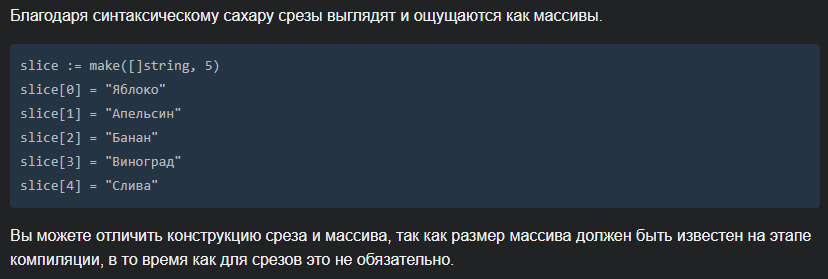 Благодаря синтаксическому сахару срезы выглядят и ощущаются как массивы.
slice := make([]string, 5)
slice[0] = "Яблоко"
slice[1] = "Апельсин"
slice[2] = "Банан"
slice[3] = "Виноград"
slice[4] = "Слива"
Вы можете отличить конструкцию среза и массива, так как размер массива должен быть известен на этапе
компиляции, в то время как для срезов это не обязательно.